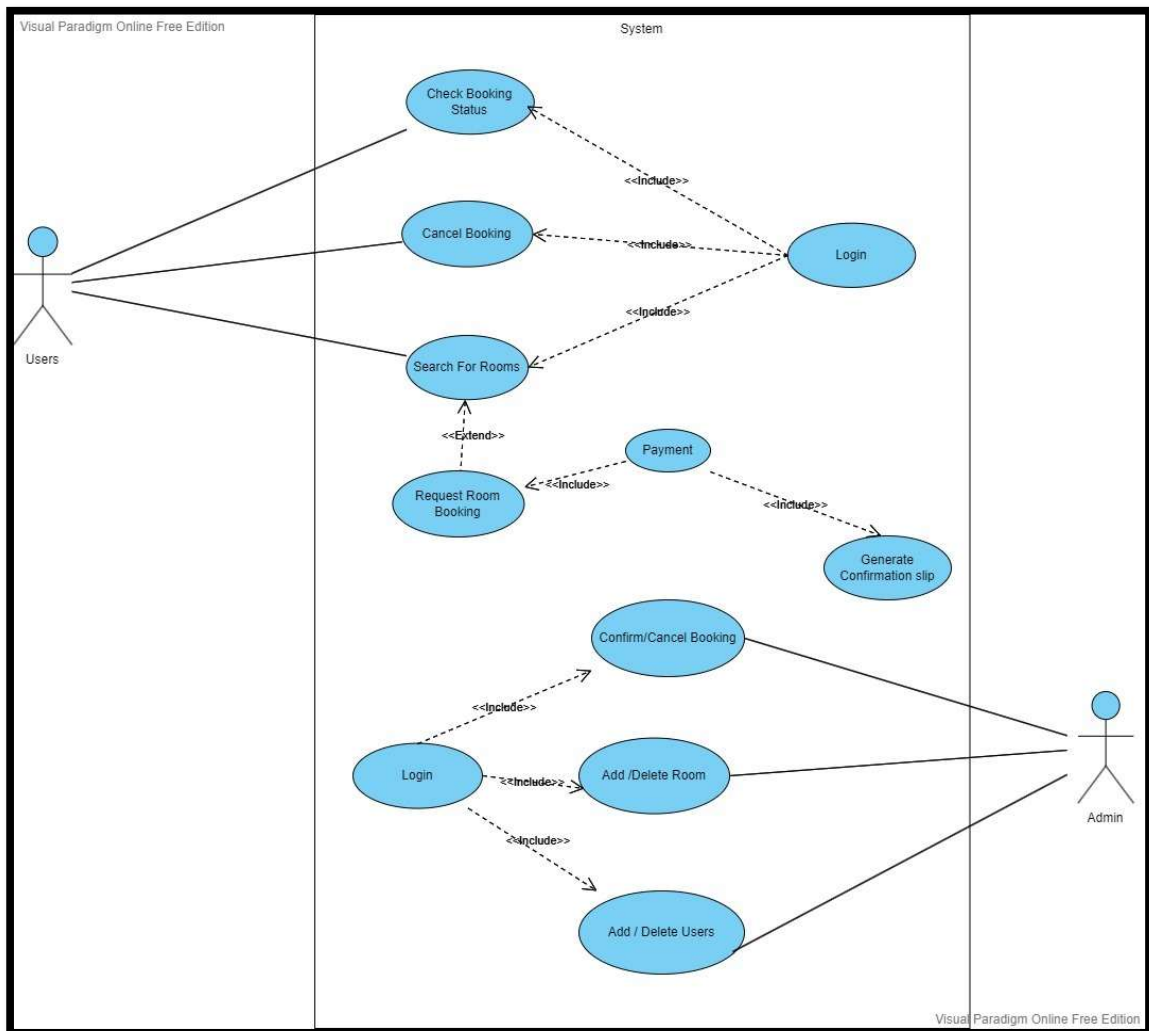 Visual Paradigm Online Free Edition
System
Check Booking
Status
<<Include>>
Cancel Booking
<<Include>>
Login
<<Include>>
Users
Search For Rooms
<<Extend>>
Payment
<<Include>>
Request Room
Booking
<<Include>>
Generate
Confirmation slip
Confirm/Cancel Booking
<<Include>>
Login
<<Include>>
Add /Delete Room
Admin
<<Include>>
Add / Delete Users
Visual Paradigm Online Free Edition